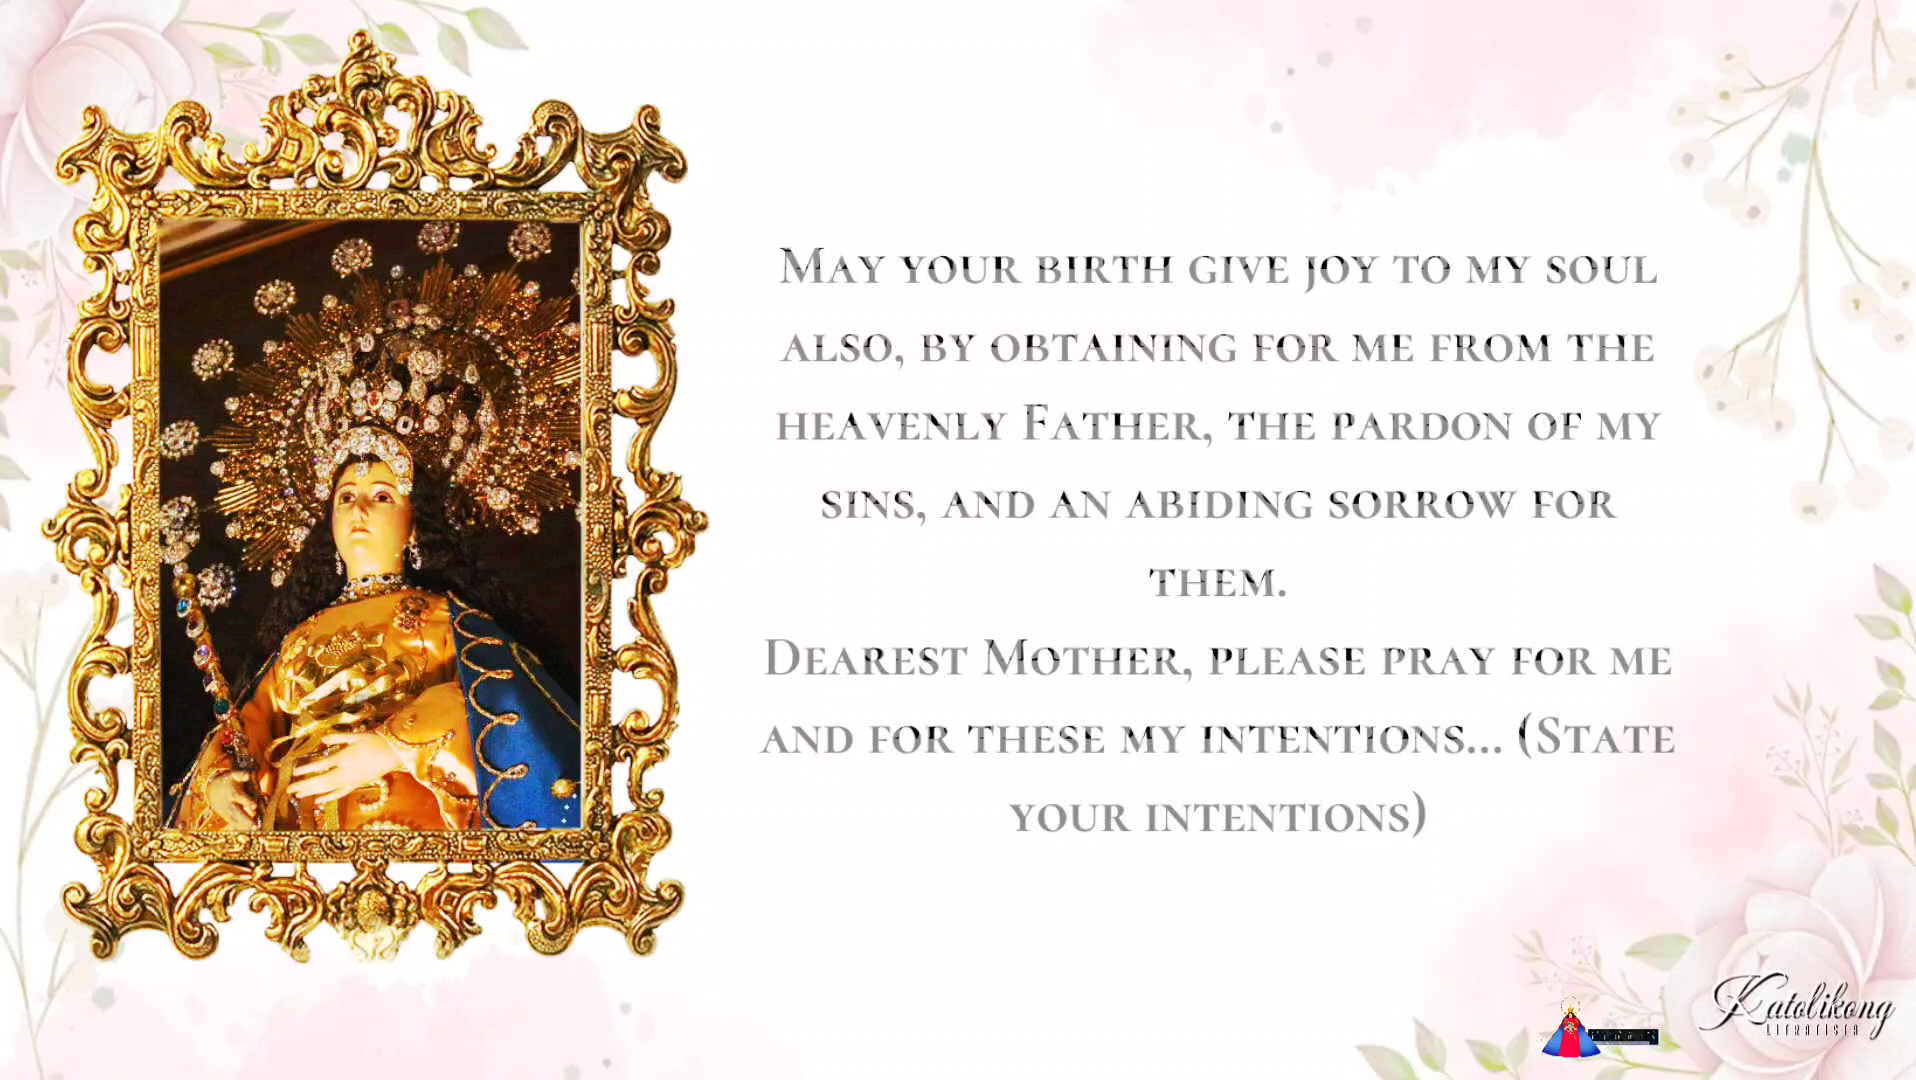 May your birth give joy to my soul
also, by obtaining for me from the
heavenly Father, the pardon of my
sins, and an abiding sorrow for
them.
Dearest Mother, please pray for me
and for these my intentions... (State
your intentions)
Katolikong
LITRATISTA